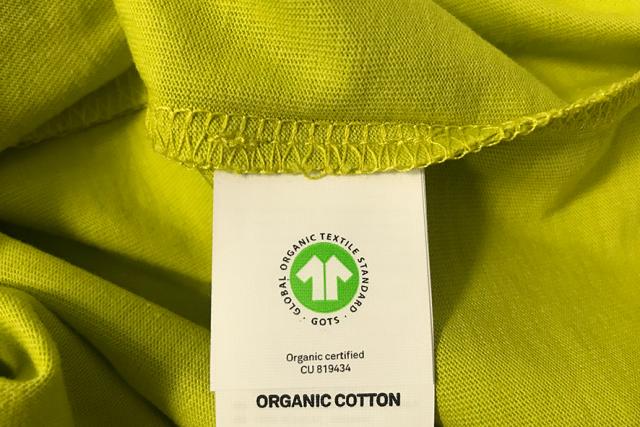 GLOBAL ORGANIC TEXTILE STANDARD
· GOTS ·
Organic certified
CU 819434
ORGANIC COTTON